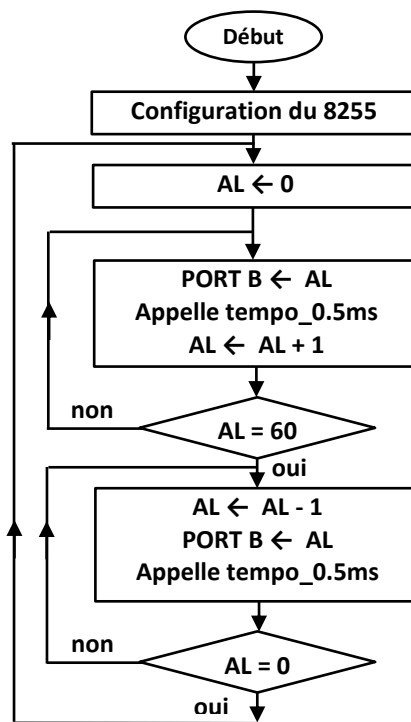 Début
Configuration du 8255
AL ← 0
PORT B ← AL
Appelle tempo_0.5ms
AL ← AL + 1
non
AL = 60
oui
AL ← AL - 1
PORT B ← AL
Appelle tempo_0.5ms
non
AL = 0
oui